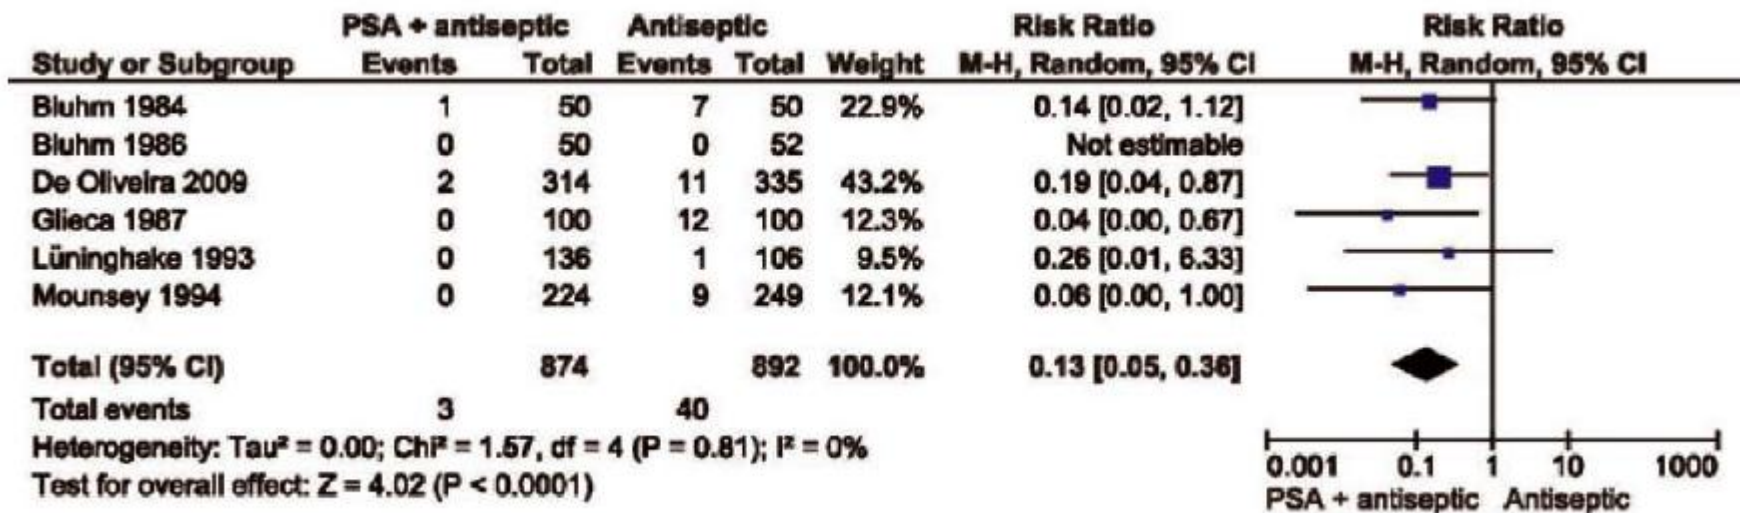 PSA + antiseptic Antiseptic Risk Ratio Risk Ratio
Study or Subgroup Events Total Events Total Weight M-H, Random, 95% CI M-H, Random, 95% CI
Bluhm 1984 1 50 7 50 22.9% 0.14 [0.02, 1.12]
Bluhm 1986 0 50 0 52 Not estimable
De Oliveira 2009 2 314 11 335 43.2% 0.19 [0.04, 0.87]
Glieca 1987 0 100 12 100 12.3% 0.04 [0.00, 0.67]
Lüninghake 1993 0 136 1 106 9.5% 0.26 [0.01, 6.33]
Mounsey 1994 0 224 9 249 12.1% 0.06 [0.00, 1.00]
Total (95% CI) 874 892 100.0% 0.13 [0.05, 0.36]
Total events 3 40
Heterogeneity: Tau² = 0.00; Chi² = 1.57, df = 4 (P = 0.81); I² = 0%
Test for overall effect: Z = 4.02 (P < 0.0001)
0.001 0.1 1 10 1000
PSA + antiseptic Antiseptic